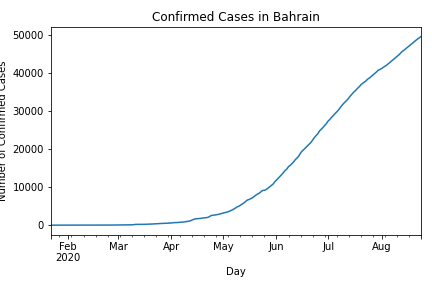 Confirmed Cases in Bahrain
50000
40000
30000
20000
10000
0
Number of Confirmed Cases
Feb Mar Apr May Jun Jul Aug
2020
Day